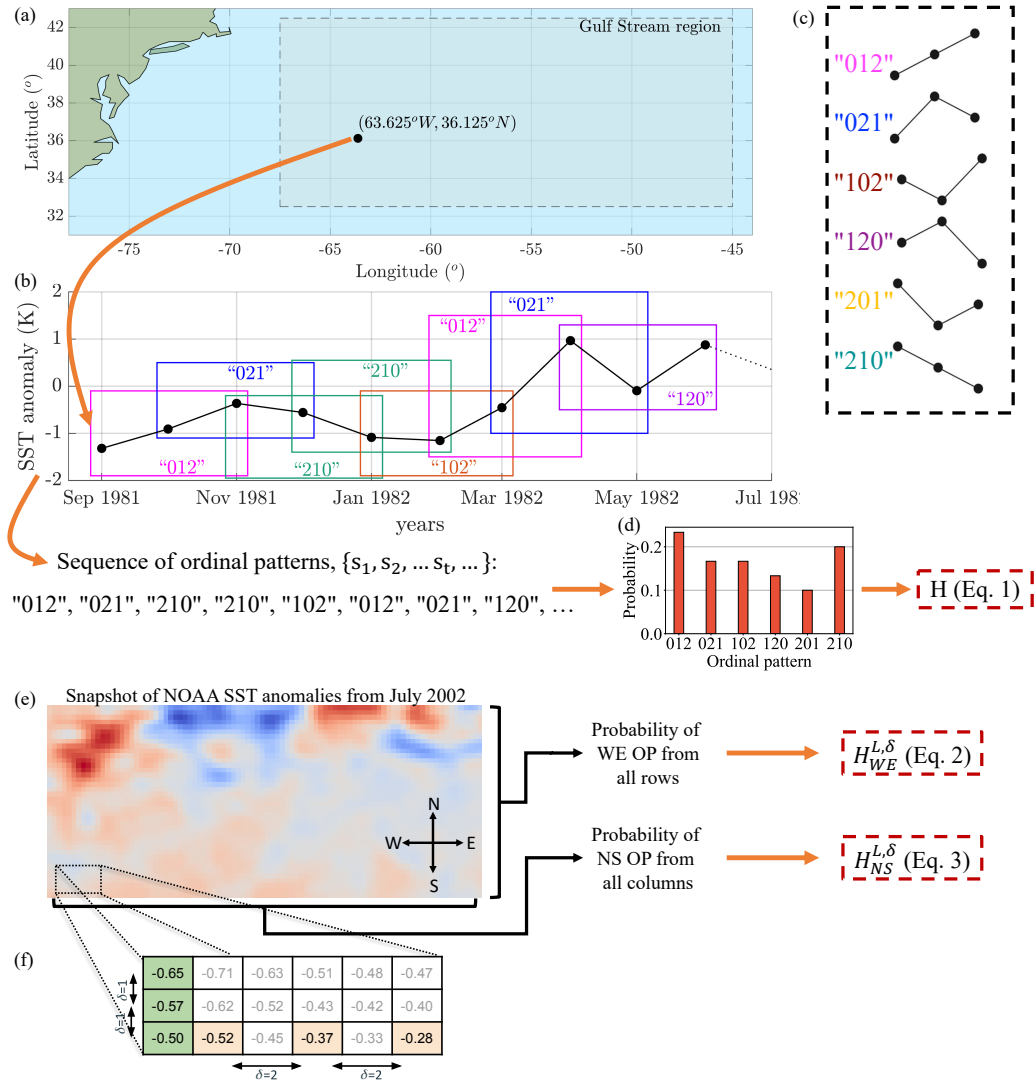 (a)
43
40
38
36
34
31
Latitude (°)
Gulf Stream region
(63.625°W, 36.125°N)
-75
-70
-65
-60
-55
-50
-45
Longitude (°)
(b)
SST anomaly (K)
2
1
0
-1
-2
“012”
“021”
“210”
“210”
“102”
“012”
“021”
“120”
Sep 1981
Nov 1981
Jan 1982
Mar 1982
May 1982
Jul 198
years
(c)
"012"
"021"
"102"
"120"
"201"
"210"
Sequence of ordinal patterns, {s₁, s₂, … sₜ, … }:
"012", "021", "210", "210", "102", "012", "021", "120", …
(d)
Probability
0.2
0.1
0.0
012 021 102 120 201 210
Ordinal pattern
H (Eq. 1)
(e)
Snapshot of NOAA SST anomalies from July 2002
N
W E
S
Probability of
WE OP from
all rows
H_{WE}^{L,δ} (Eq. 2)
Probability of
NS OP from
all columns
H_{NS}^{L,δ} (Eq. 3)
(f)
δ=1
δ=1
-0.65 -0.71 -0.63 -0.51 -0.48 -0.47
-0.57 -0.62 -0.52 -0.43 -0.42 -0.40
-0.50 -0.52 -0.45 -0.37 -0.33 -0.28
δ=2 δ=2